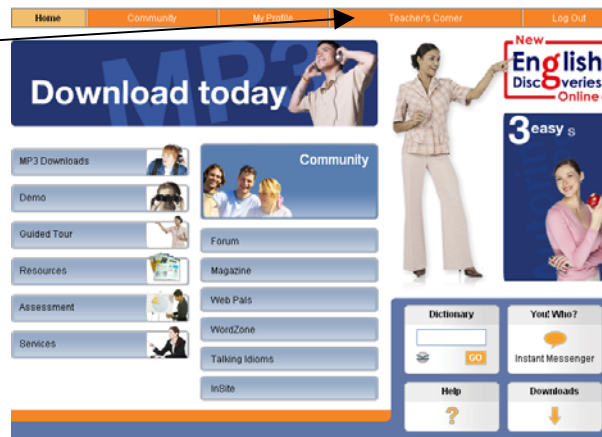 Home Community My Profile Teacher's Corner Log Out
Download today
MP3
New
English
Discoveries
Online
3 easy s
MP3 Downloads
Demo
Guided Tour
Resources
Assessment
Services
Community
Forum
Magazine
Web Pals
WordZone
Talking Idioms
InSite
Dictionary
GO
You! Who?
Instant Messenger
Help
?
Downloads